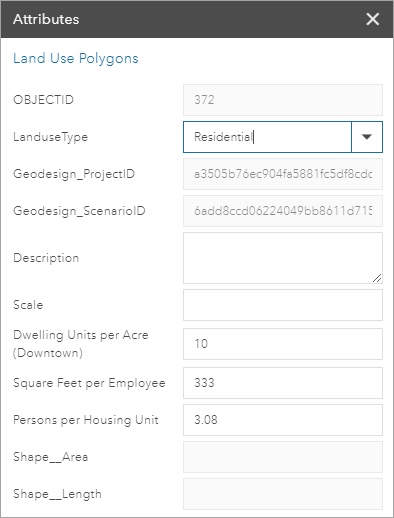 Attributes
Land Use Polygons
OBJECTID 372
LanduseType Residential
Geodesign_ProjectID a3505b76ec904fa5881fc5df8cdc
Geodesign_ScenarioID 6add8ccd06224049bb8611d715
Description
Scale
Dwelling Units per Acre
(Downtown) 10
Square Feet per Employee 333
Persons per Housing Unit 3.08
Shape__Area
Shape__Length